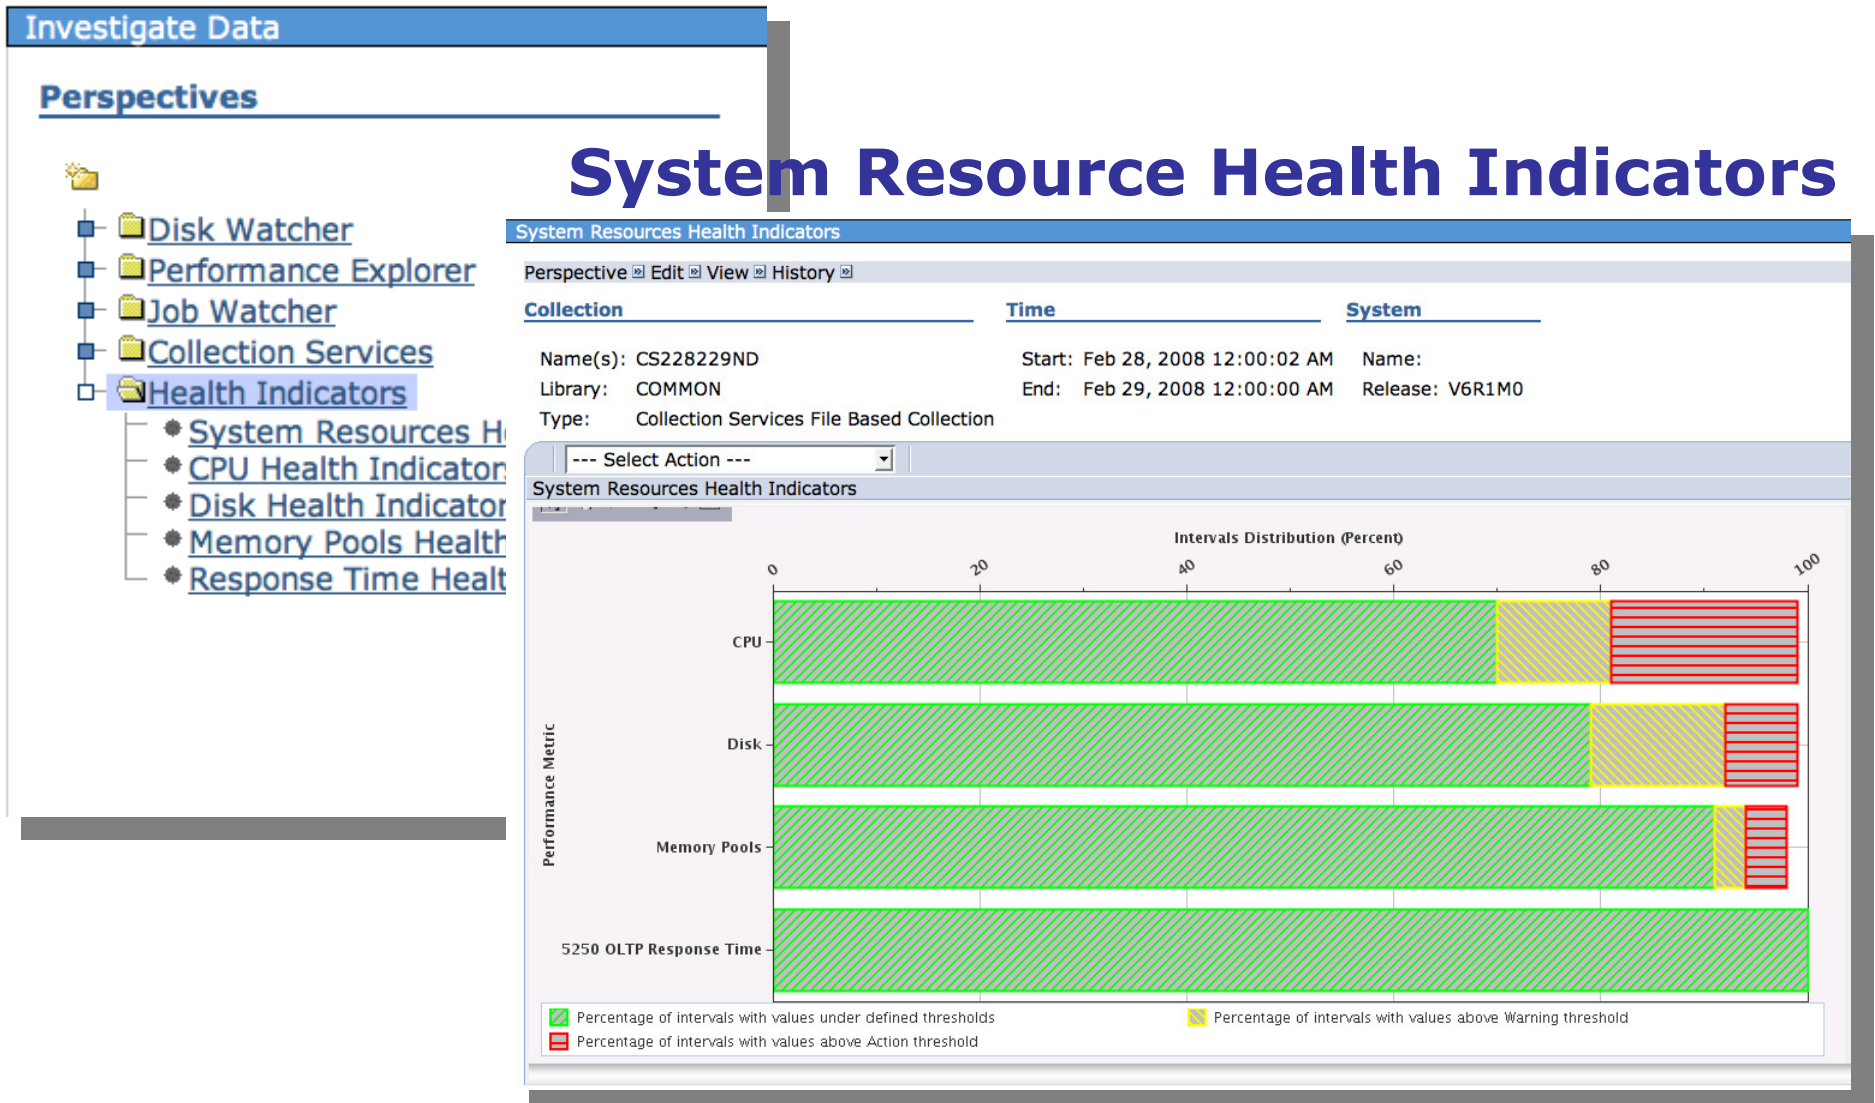 Investigate Data
Perspectives
Disk Watcher
Performance Explorer
Job Watcher
Collection Services
Health Indicators
System Resources H
CPU Health Indicator
Disk Health Indicator
Memory Pools Health
Response Time Healt
System Resource Health Indicators
System Resources Health Indicators
Perspective Edit View History
Collection Time System
Name(s): CS228229ND Start: Feb 28, 2008 12:00:02 AM Name:
Library: COMMON End: Feb 29, 2008 12:00:00 AM Release: V6R1M0
Type: Collection Services File Based Collection
--- Select Action ---
System Resources Health Indicators
Intervals Distribution (Percent)
0 20 40 60 80 100
Performance Metric
CPU
Disk
Memory Pools
5250 OLTP Response Time
Percentage of intervals with values under defined thresholds Percentage of intervals with values above Warning threshold
Percentage of intervals with values above Action threshold